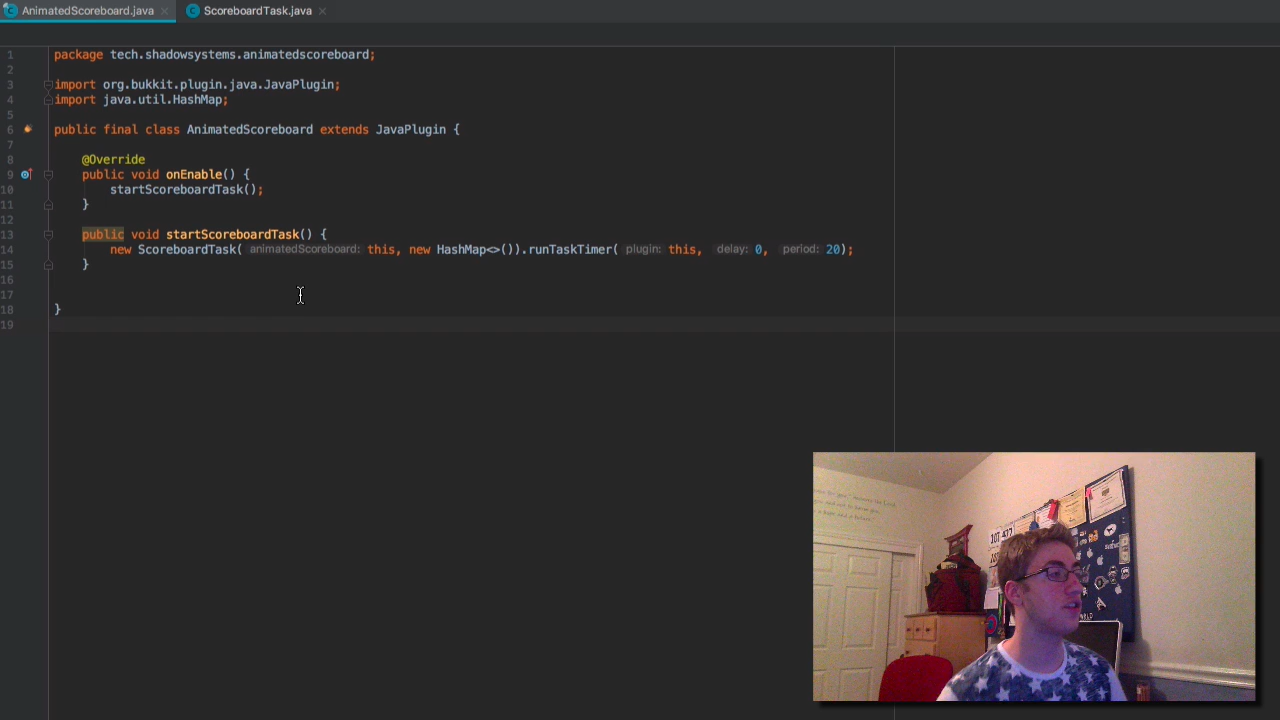 AnimatedScoreboard.java
ScoreboardTask.java
1 package tech.shadowsystems.animatedscoreboard;
2
3 import org.bukkit.plugin.java.JavaPlugin;
4 import java.util.HashMap;
5
6 public final class AnimatedScoreboard extends JavaPlugin {
7
8 @Override
9 public void onEnable() {
10 startScoreboardTask();
11 }
12
13 public void startScoreboardTask() {
14 new ScoreboardTask( animatedScoreboard: this, new HashMap<>()).runTaskTimer( plugin: this, delay: 0, period: 20);
15 }
16
17
18 }
19